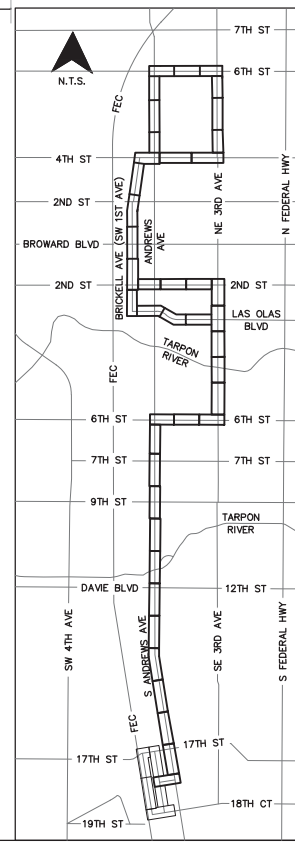 7TH ST
6TH ST
N.T.S.
FEC
4TH ST
2ND ST
BROWARD BLVD
BRICKELL AVE (SW 1ST AVE)
ANDREWS
AVE
NE 3RD AVE
N FEDERAL HWY
2ND ST
2ND ST
LAS OLAS
BLVD
TARPON
RIVER
FEC
6TH ST
6TH ST
7TH ST
7TH ST
9TH ST
TARPON
RIVER
DAVIE BLVD
12TH ST
SW 4TH AVE
S ANDREWS AVE
SE 3RD AVE
S FEDERAL HWY
FEC
17TH ST
17TH ST
18TH CT
19TH ST